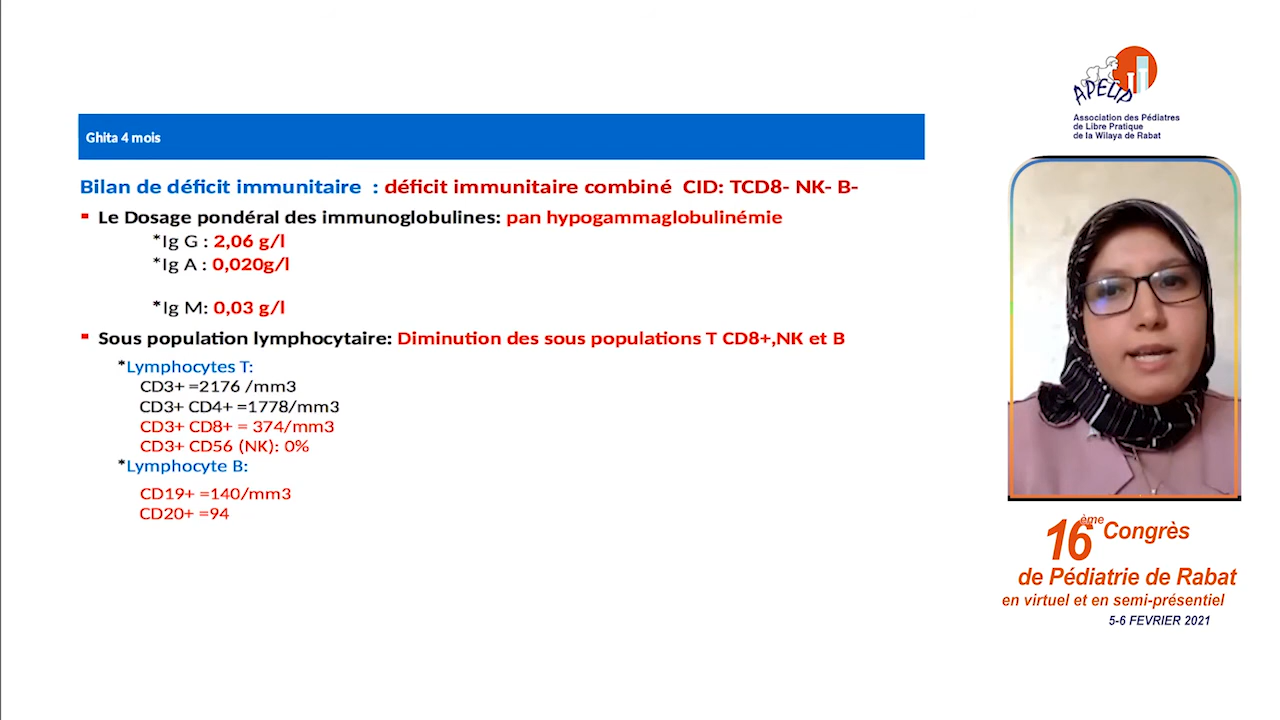 Ghita 4 mois
Bilan de déficit immunitaire : déficit immunitaire combiné CID: TCD8- NK- B-
Le Dosage pondéral des immunoglobulines: pan hypogammaglobulinémie
*Ig G : 2,06 g/l
*Ig A : 0,020g/l
*Ig M: 0,03 g/l
Sous population lymphocytaire: Diminution des sous populations T CD8+,NK et B
*Lymphocytes T:
CD3+ =2176 /mm3
CD3+ CD4+ =1778/mm3
CD3+ CD8+ = 374/mm3
CD3+ CD56 (NK): 0%
*Lymphocyte B:
CD19+ =140/mm3
CD20+ =94
APELIP
Association des Pédiatres
de Libre Pratique
de la Wilaya de Rabat
16ème Congrès
de Pédiatrie de Rabat
en virtuel et en semi-présentiel
5-6 FEVRIER 2021